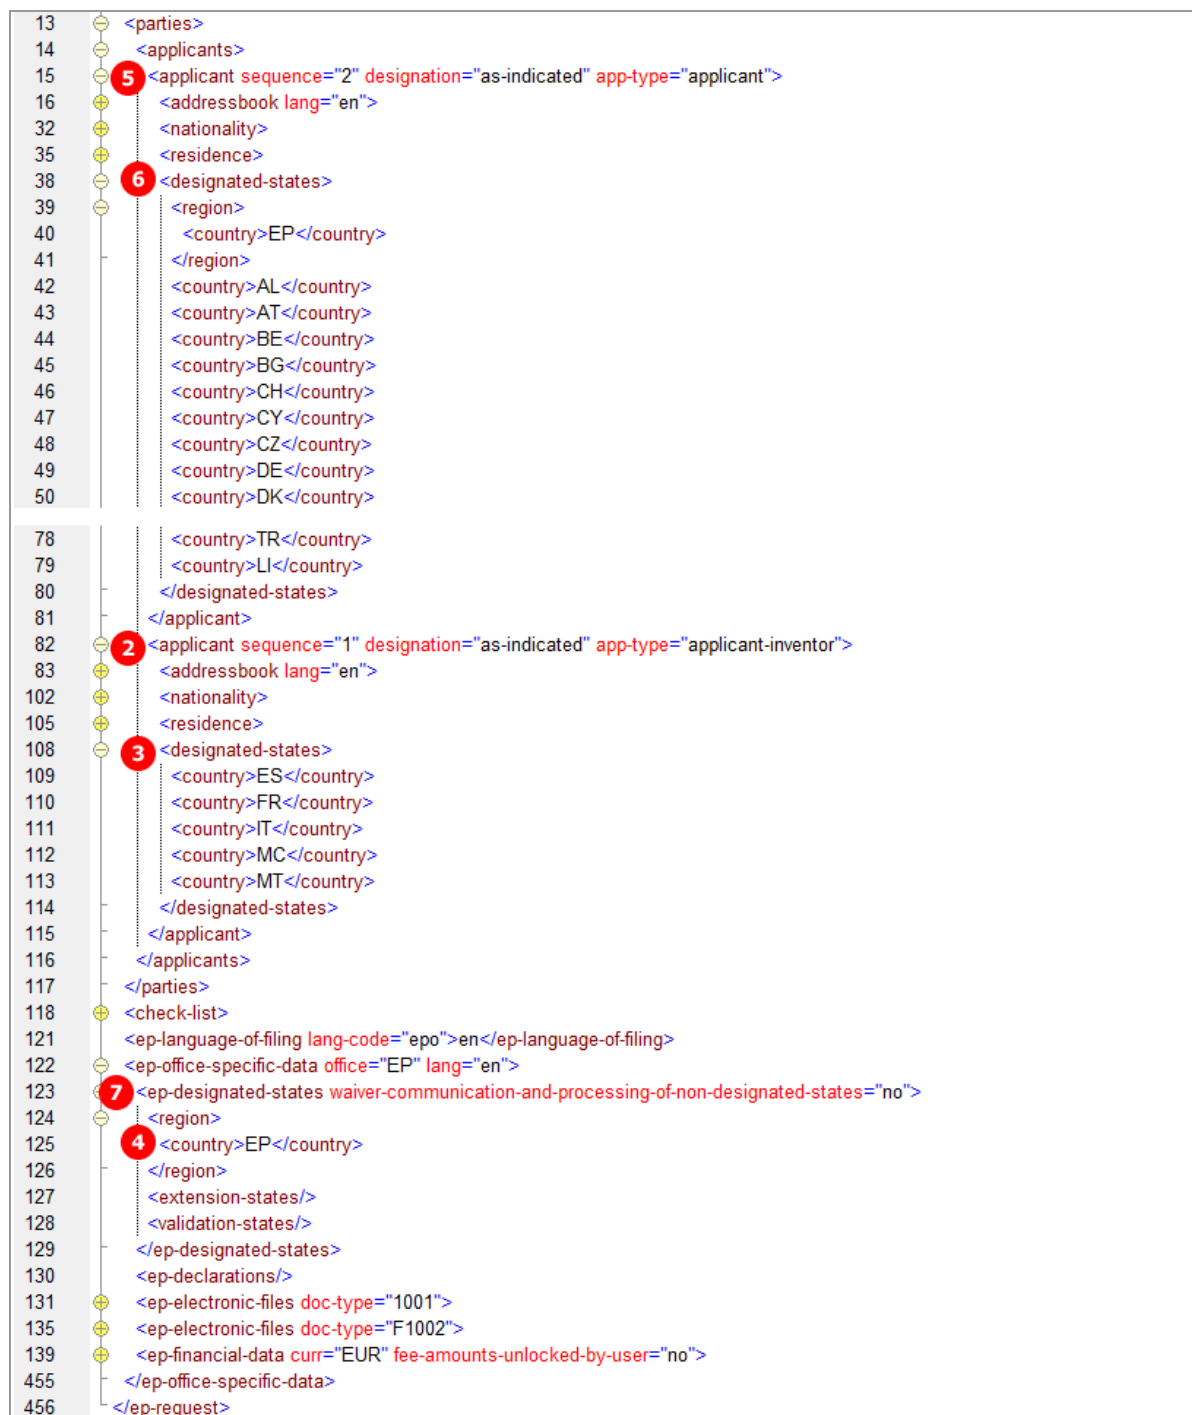 13 <parties>
14 <applicants>
15 5 <applicant sequence="2" designation="as-indicated" app-type="applicant">
16 <addressbook lang="en">
32 <nationality>
35 <residence>
38 6 <designated-states>
39 <region>
40 <country>EP</country>
41 </region>
42 <country>AL</country>
43 <country>AT</country>
44 <country>BE</country>
45 <country>BG</country>
46 <country>CH</country>
47 <country>CY</country>
48 <country>CZ</country>
49 <country>DE</country>
50 <country>DK</country>
78 <country>TR</country>
79 <country>LI</country>
80 </designated-states>
81 </applicant>
82 2 <applicant sequence="1" designation="as-indicated" app-type="applicant-inventor">
83 <addressbook lang="en">
102 <nationality>
105 <residence>
108 3 <designated-states>
109 <country>ES</country>
110 <country>FR</country>
111 <country>IT</country>
112 <country>MC</country>
113 <country>MT</country>
114 </designated-states>
115 </applicant>
116 </applicants>
117 </parties>
118 <check-list>
121 <ep-language-of-filing lang-code="epo">en</ep-language-of-filing>
122 <ep-office-specific-data office="EP" lang="en">
123 7 <ep-designated-states waiver-communication-and-processing-of-non-designated-states="no">
124 <region>
125 4 <country>EP</country>
126 </region>
127 <extension-states/>
128 <validation-states/>
129 </ep-designated-states>
130 <ep-declarations/>
131 <ep-electronic-files doc-type="1001">
135 <ep-electronic-files doc-type="F1002">
139 <ep-financial-data curr="EUR" fee-amounts-unlocked-by-user="no">
455 </ep-office-specific-data>
456 </ep-request>